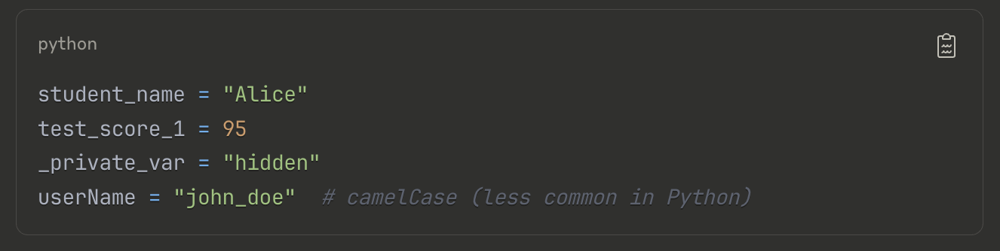 python
student_name = "Alice"
test_score_1 = 95
_private_var = "hidden"
userName = "john_doe"  # camelCase (less common in Python)